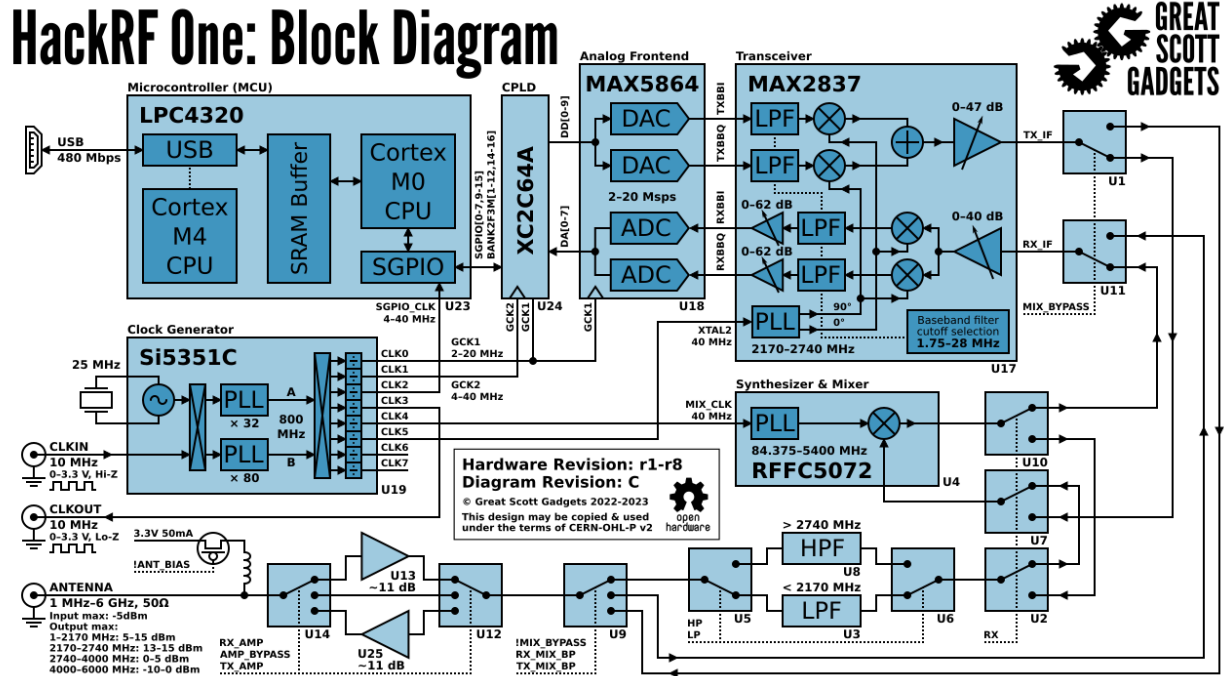 HackRF One: Block Diagram
GREAT
SCOTT
GADGETS
Microcontroller (MCU)
LPC4320
USB
480 Mbps
USB
Cortex
M4
CPU
SRAM Buffer
Cortex
M0
CPU
SGPIO
U23
SGPIO_CLK
4–40 MHz
SGPIO[0-7,9-15]
BANK2F3M[1-12,14-16]
CPLD
XC2C64A
U24
GCK2
GCK1
DD[0-9]
DA[0-7]
Analog Frontend
MAX5864
DAC
DAC
2–20 Msps
ADC
ADC
U18
GCK1
TXBBI
TXBBQ
RXBBI
RXBBQ
Transceiver
MAX2837
LPF
LPF
0–47 dB
0–62 dB
LPF
0–62 dB
LPF
0–40 dB
PLL
90°
0°
2170–2740 MHz
Baseband filter
cutoff selection
1.75–28 MHz
U17
XTAL2
40 MHz
TX_IF
U1
RX_IF
U11
MIX_BYPASS
Clock Generator
Si5351C
25 MHz
PLL
× 32
A
800
MHz
PLL
× 80
B
U19
CLK0
CLK1
CLK2
CLK3
CLK4
CLK5
CLK6
CLK7
GCK1
2–20 MHz
GCK2
4–40 MHz
CLKIN
10 MHz
0–3.3 V, Hi-Z
CLKOUT
10 MHz
0–3.3 V, Lo-Z
Synthesizer & Mixer
MIX_CLK
40 MHz
PLL
84.375–5400 MHz
RFFC5072
U4
U10
U7
U2
RX
Hardware Revision: r1-r8
Diagram Revision: C
© Great Scott Gadgets 2022-2023
This design may be copied & used
under the terms of CERN-OHL-P v2
open
hardware
3.3V 50mA
!ANT_BIAS
ANTENNA
1 MHz–6 GHz, 50Ω
Input max: -5dBm
Output max:
1–2170 MHz: 5–15 dBm
2170–2740 MHz: 13–15 dBm
2740–4000 MHz: 0–5 dBm
4000–6000 MHz: -10–0 dBm
U14
RX_AMP
AMP_BYPASS
TX_AMP
U13
~11 dB
U25
~11 dB
U12
U9
!MIX_BYPASS
RX_MIX_BP
TX_MIX_BP
U5
HP
LP
> 2740 MHz
HPF
U8
< 2170 MHz
LPF
U3
U6